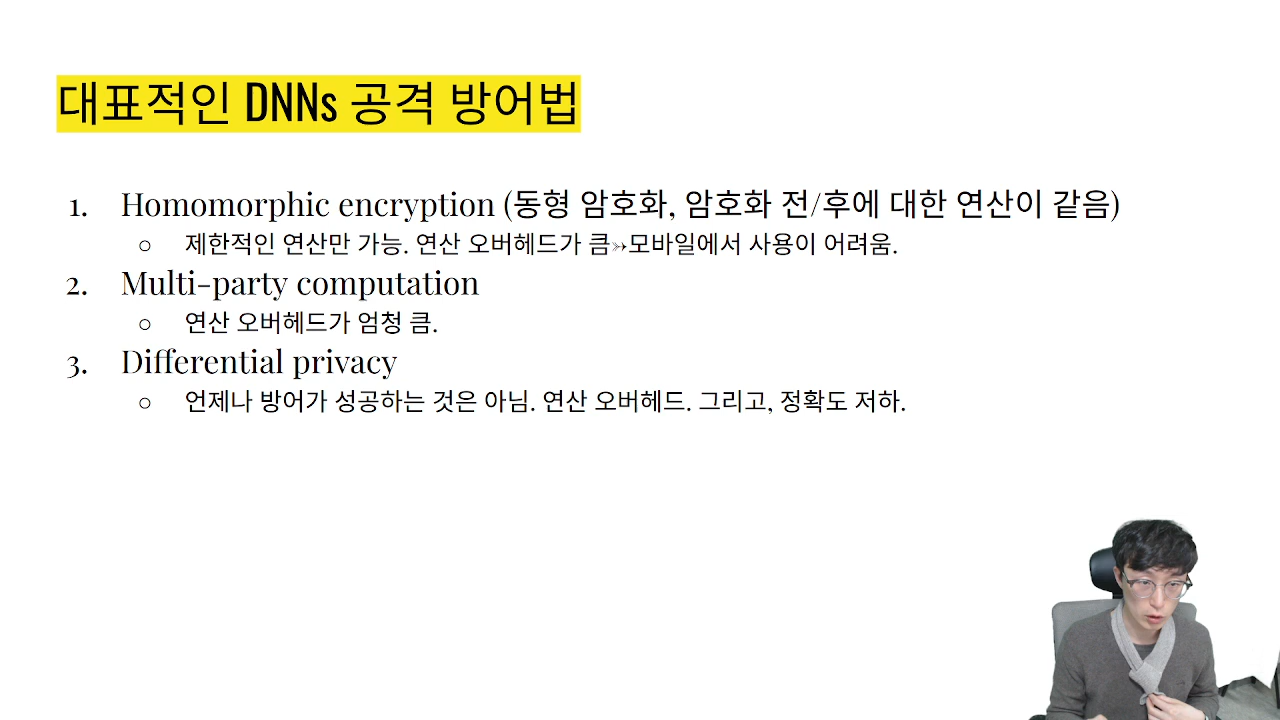 대표적인 DNNs 공격 방어법
1. Homomorphic encryption (동형 암호화, 암호화 전/후에 대한 연산이 같음)
○ 제한적인 연산만 가능. 연산 오버헤드가 큼➳모바일에서 사용이 어려움.
2. Multi-party computation
○ 연산 오버헤드가 엄청 큼.
3. Differential privacy
○ 언제나 방어가 성공하는 것은 아님. 연산 오버헤드. 그리고, 정확도 저하.